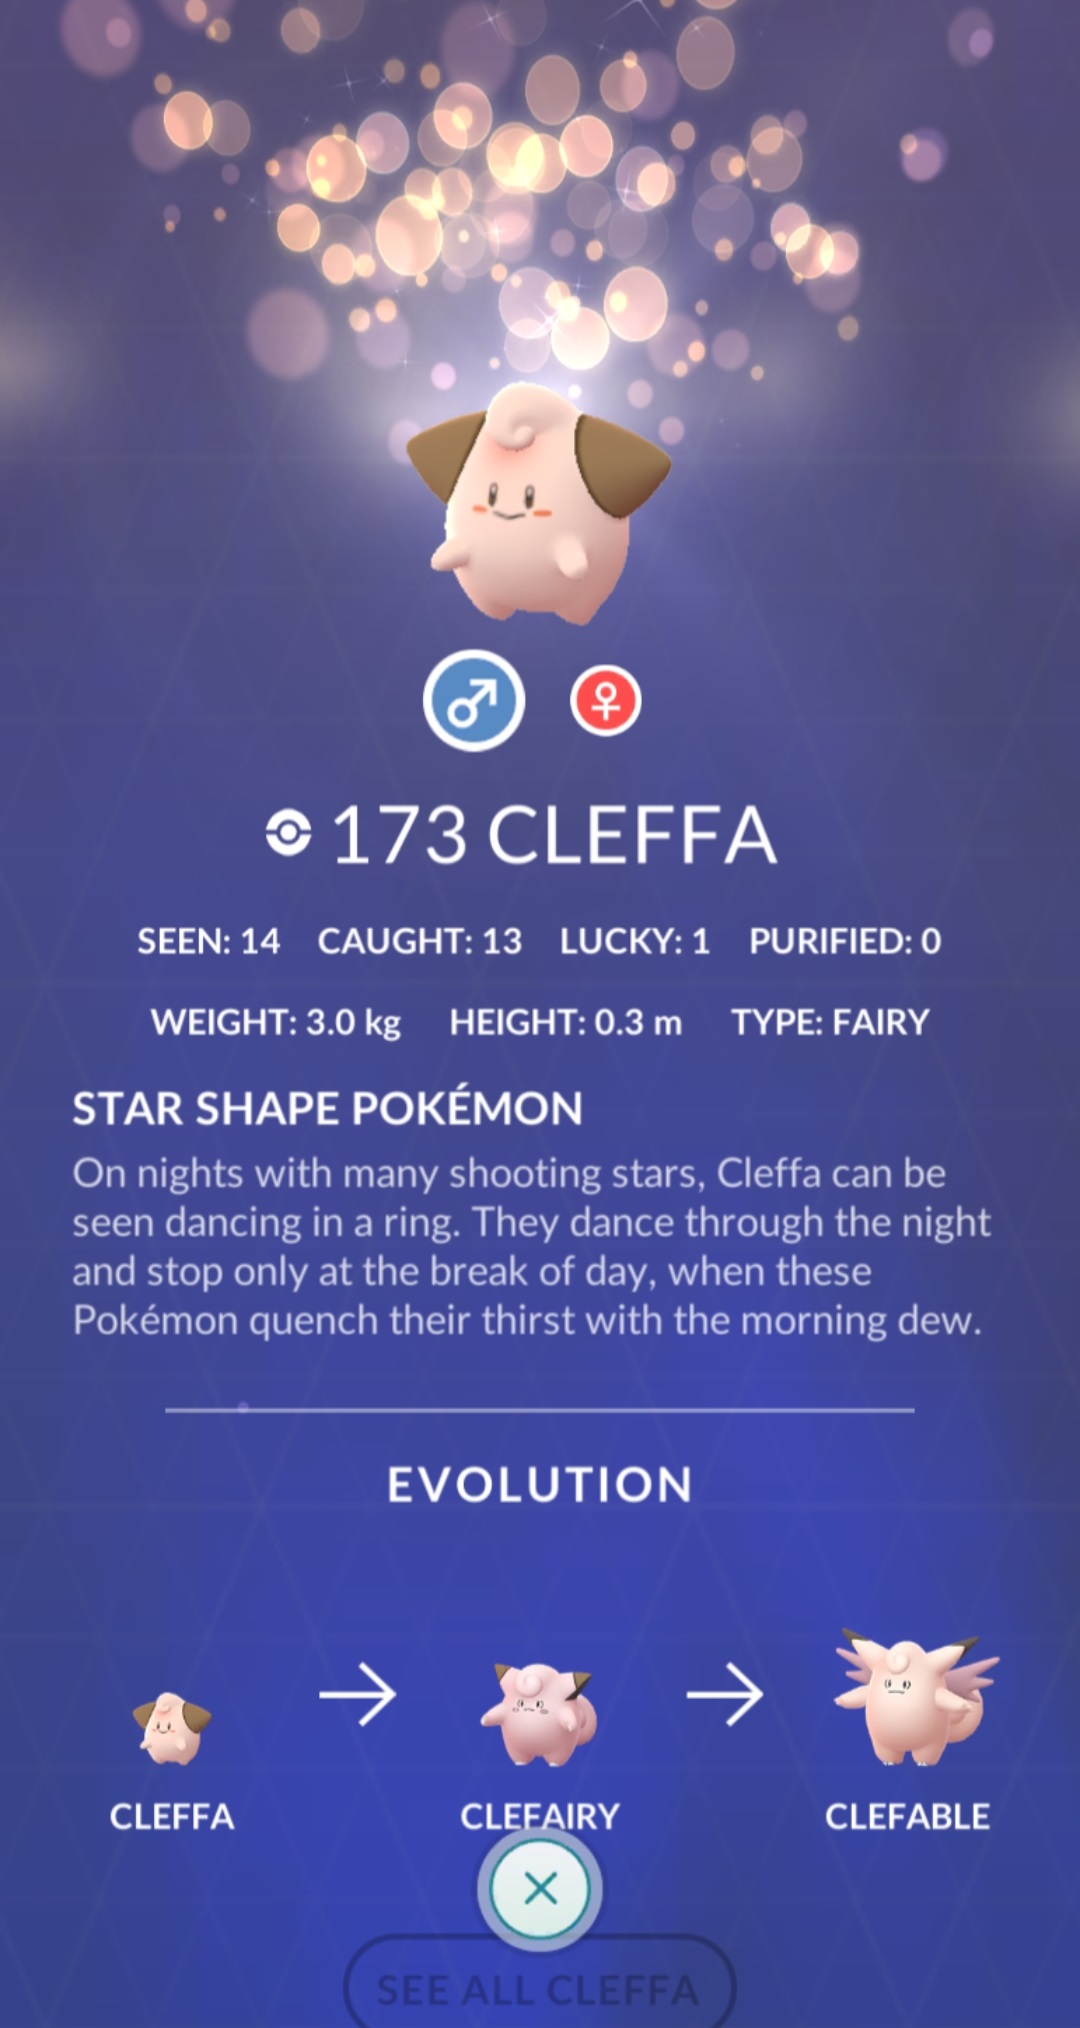 173 CLEFFA
SEEN: 14 CAUGHT: 13 LUCKY: 1 PURIFIED: 0
WEIGHT: 3.0 kg HEIGHT: 0.3 m TYPE: FAIRY
STAR SHAPE POKÉMON
On nights with many shooting stars, Cleffa can be
seen dancing in a ring. They dance through the night
and stop only at the break of day, when these
Pokémon quench their thirst with the morning dew.
EVOLUTION
CLEFFA CLEFAIRY CLEFABLE
SEE ALL CLEFFA